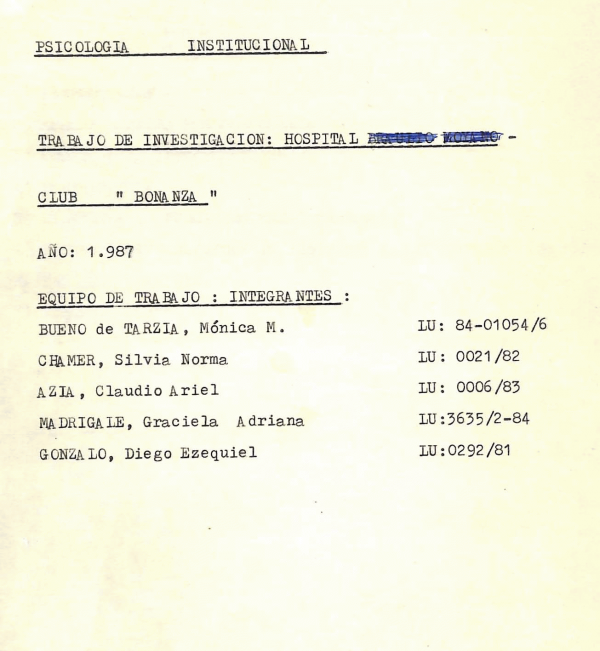 PSICOLOGIA INSTITUCIONAL
TRABAJO DE INVESTIGACION: HOSPITAL -
CLUB " BONANZA "
AÑO: 1.987
EQUIPO DE TRABAJO : INTEGRANTES :
BUENO de TARZIA, Mónica M. LU: 84-01054/6
CHAMER, Silvia Norma LU: 0021/82
AZIA, Claudio Ariel LU: 0006/83
MADRIGALE, Graciela Adriana LU:3635/2-84
GONZALO, Diego Ezequiel LU:0292/81